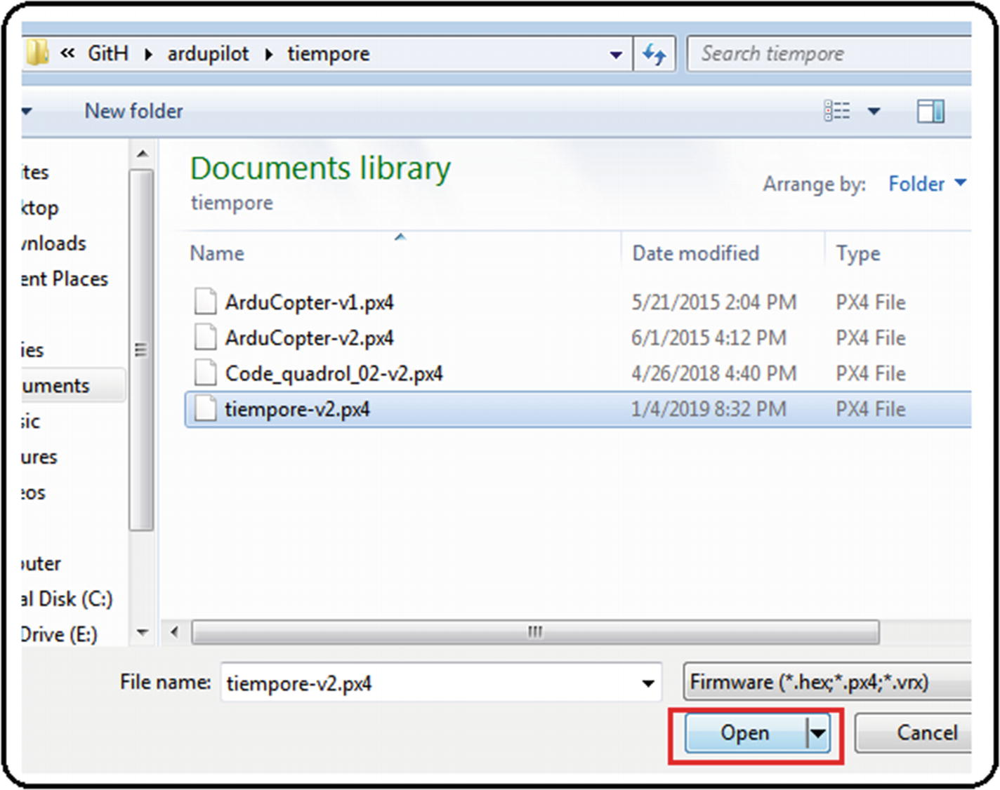 « GitH ▸ ardupilot ▸ tiempore
Search tiempore
New folder
ites
ktop
wnloads
ent Places
ies
uments
sic
ures
eos
puter
al Disk (C:)
Drive (E:)
Documents library
tiempore
Arrange by: Folder
Name Date modified Type
ArduCopter-v1.px4 5/21/2015 2:04 PM PX4 File
ArduCopter-v2.px4 6/1/2015 4:12 PM PX4 File
Code_quadrol_02-v2.px4 4/26/2018 4:40 PM PX4 File
tiempore-v2.px4 1/4/2019 8:32 PM PX4 File
File name: tiempore-v2.px4 Firmware (*.hex;*.px4;*.vrx)
Open Cancel